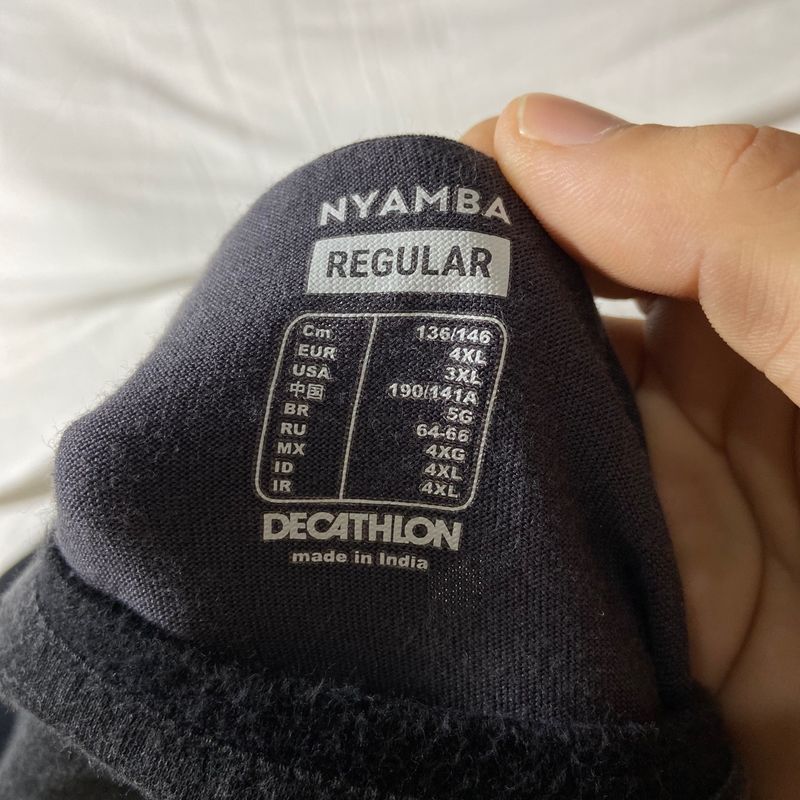 NYAMBA
REGULAR
Cm 136/146
EUR 4XL
USA 3XL
中国 190/141A
BR 5G
RU 64-66
MX 4XG
ID 4XL
IR 4XL
DECATHLON
made in India